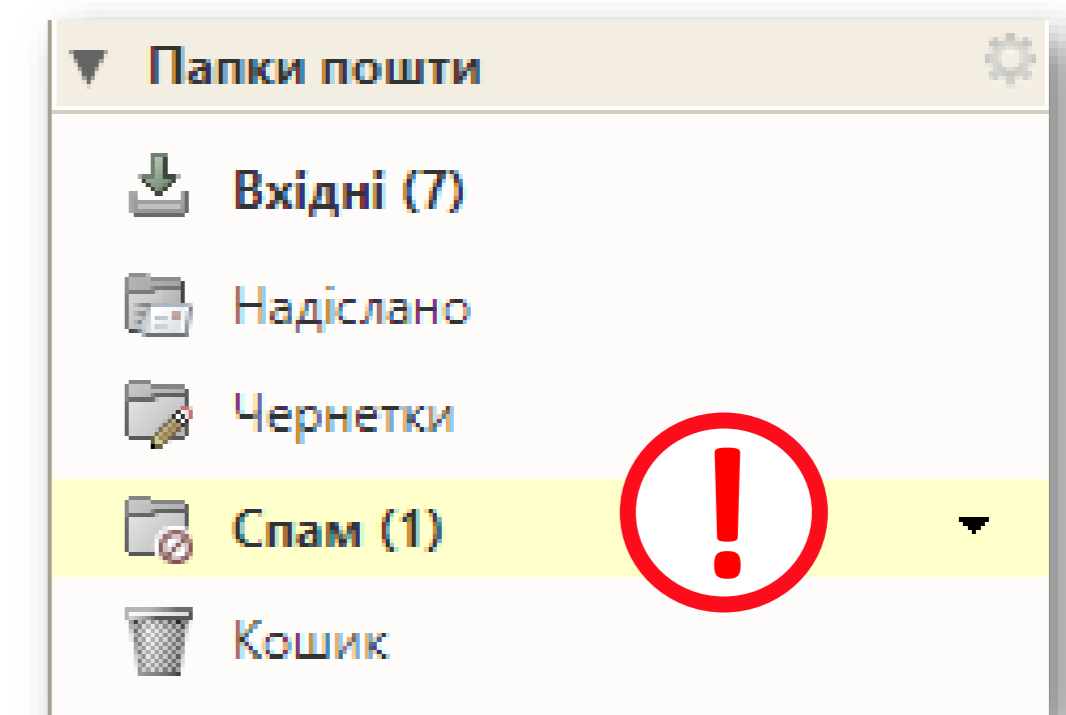 Папки пошти
Вхідні (7)
Надіслано
Чернетки
Спам (1)
!
Кошик